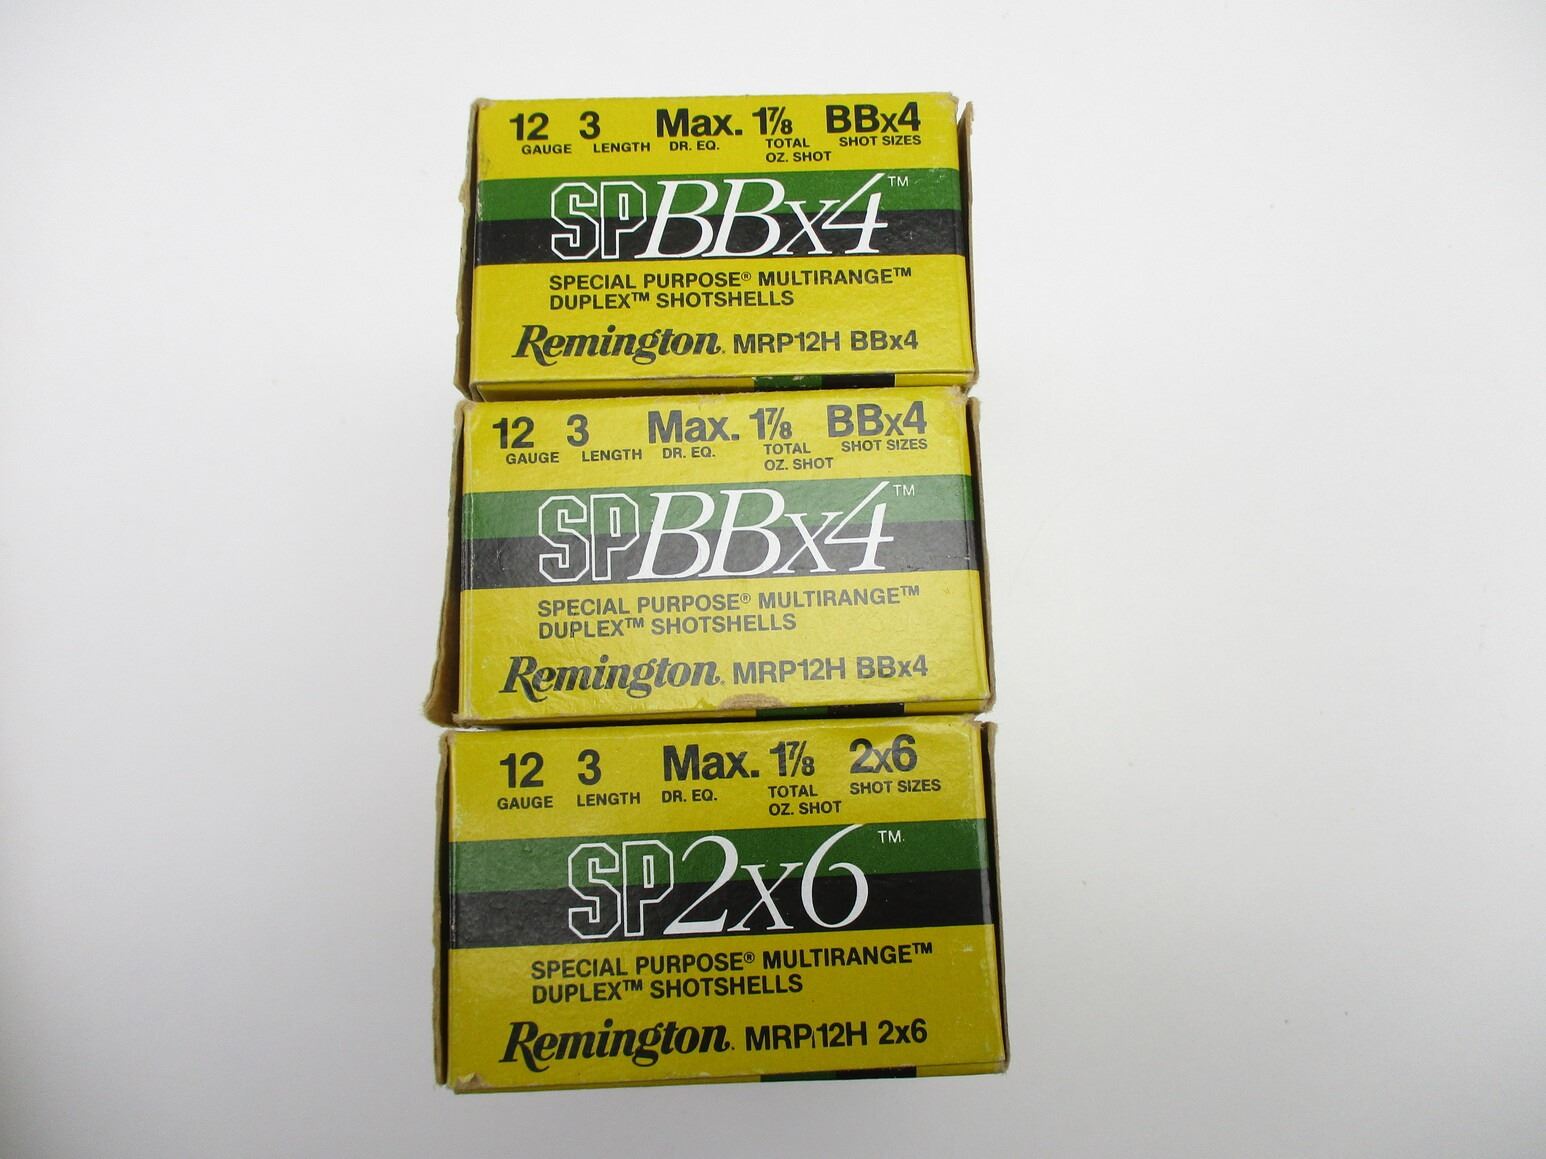 12 3 Max. 1⅞ BBx4
GAUGE LENGTH DR. EQ. TOTAL OZ. SHOT SHOT SIZES
SPBBx4™
SPECIAL PURPOSE® MULTIRANGE™
DUPLEX™ SHOTSHELLS
Remington. MRP12H BBx4
12 3 Max. 1⅞ BBx4
GAUGE LENGTH DR. EQ. TOTAL OZ. SHOT SHOT SIZES
SPBBx4™
SPECIAL PURPOSE® MULTIRANGE™
DUPLEX™ SHOTSHELLS
Remington. MRP12H BBx4
12 3 Max. 1⅞ 2x6
GAUGE LENGTH DR. EQ. TOTAL OZ. SHOT SHOT SIZES
SP2x6™
SPECIAL PURPOSE® MULTIRANGE™
DUPLEX™ SHOTSHELLS
Remington. MRP12H 2x6